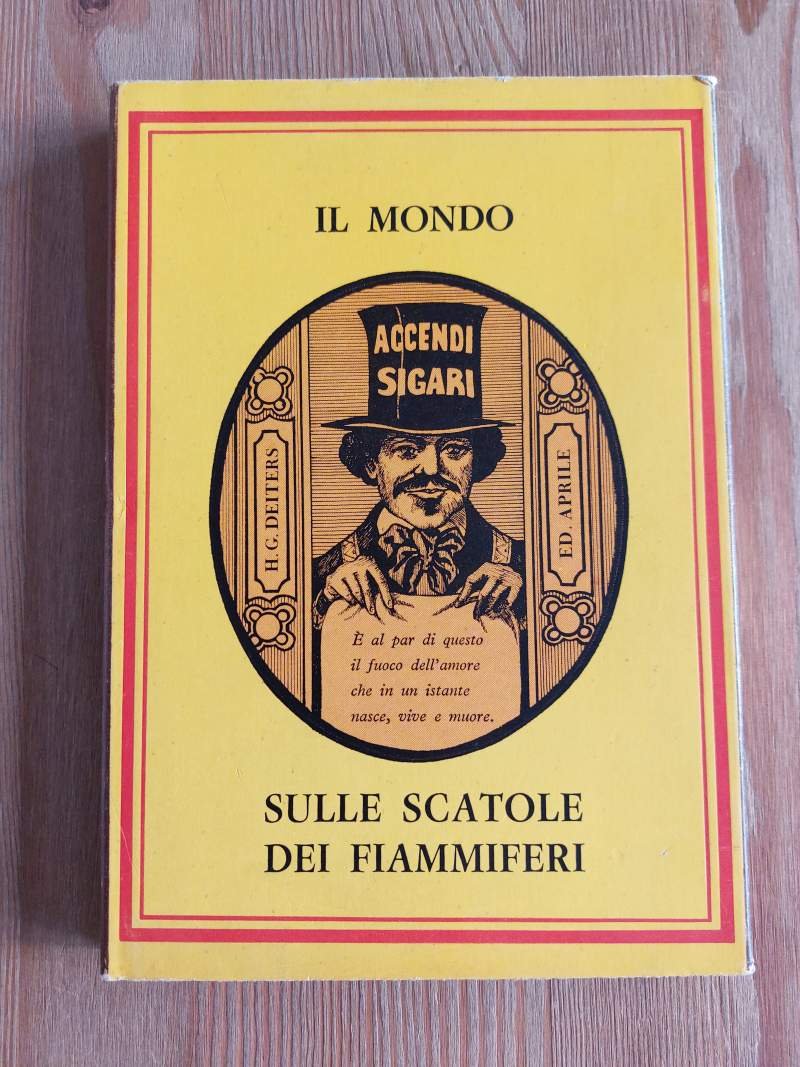 IL MONDO
ACCENDI
SIGARI
H. G. DEITERS
ED. APRILE
È al par di questo
il fuoco dell'amore
che in un istante
nasce, vive e muore.
SULLE SCATOLE
DEI FIAMMIFERI